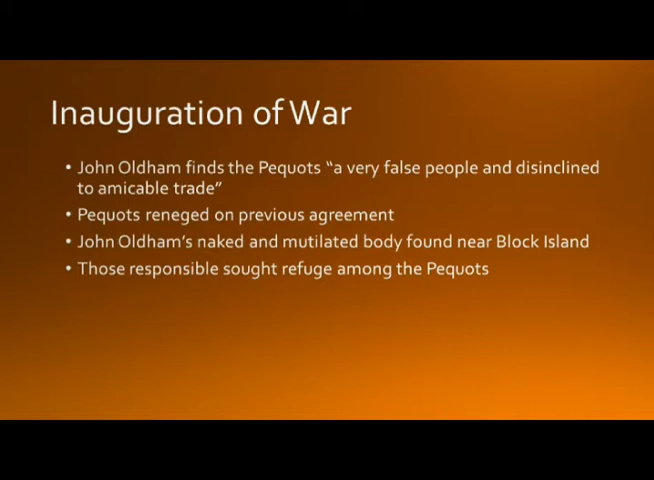 Inauguration of War
• John Oldham finds the Pequots “a very false people and disinclined
to amicable trade”
• Pequots reneged on previous agreement
• John Oldham’s naked and mutilated body found near Block Island
• Those responsible sought refuge among the Pequots